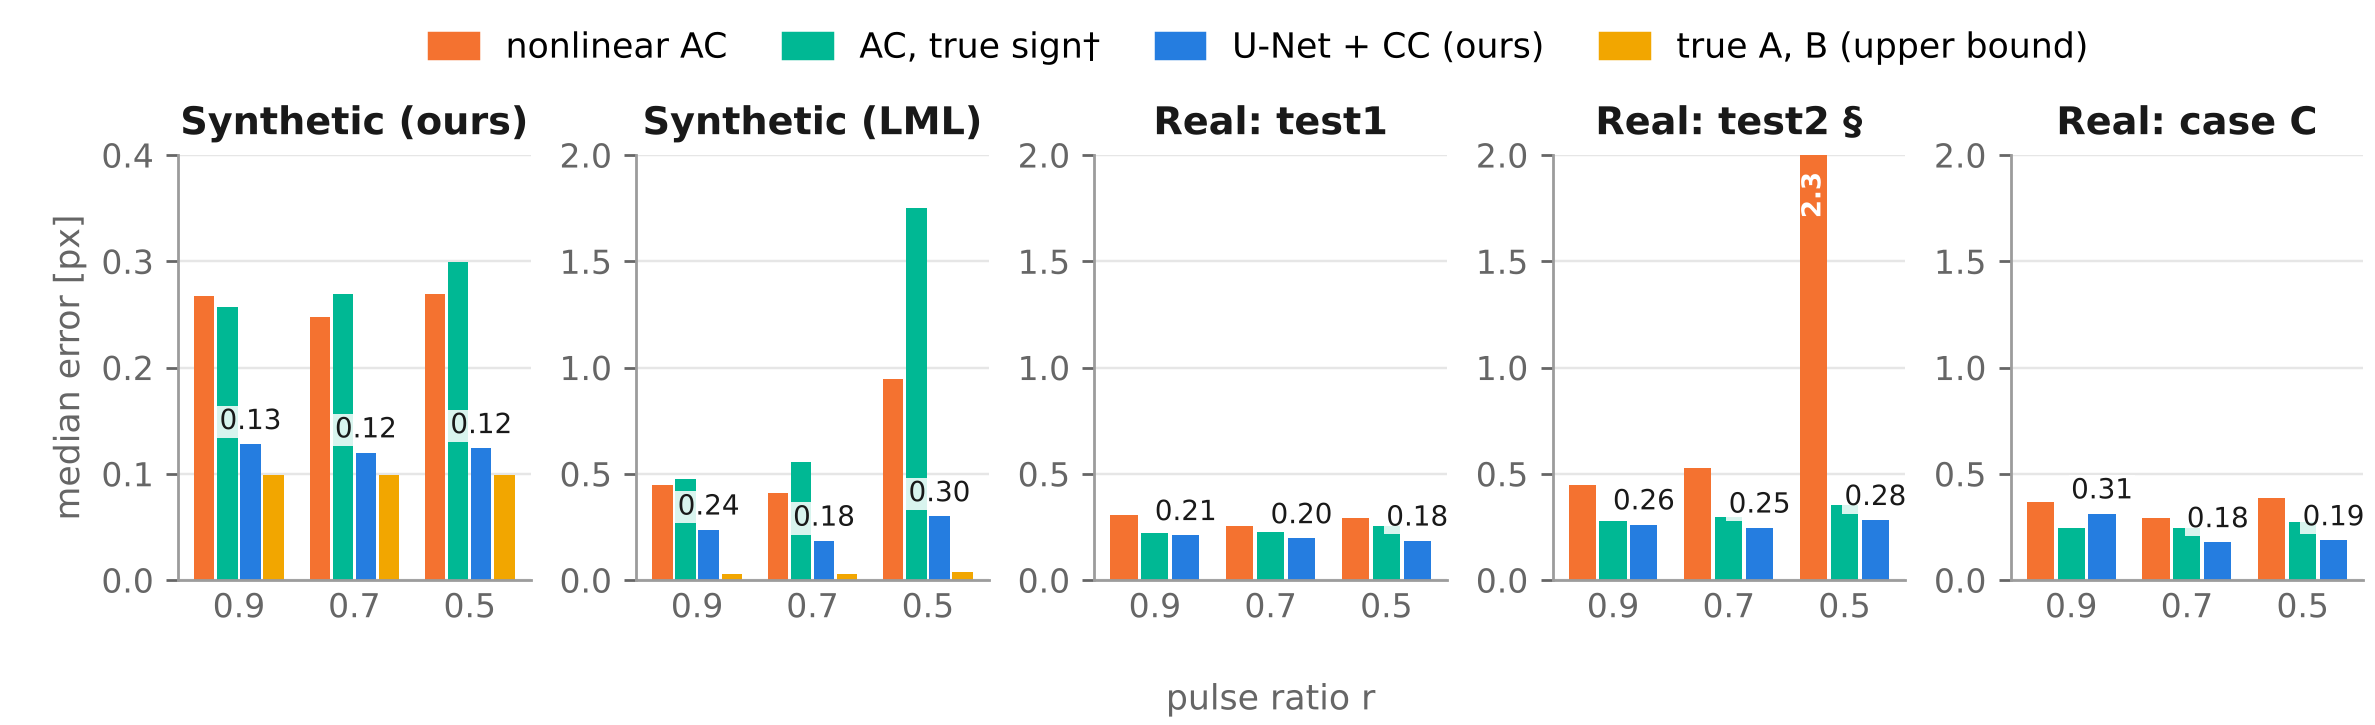 nonlinear AC  AC, true sign†  U-Net + CC (ours)  true A, B (upper bound)
Synthetic (ours)  Synthetic (LML)  Real: test1  Real: test2 §  Real: case C
median error [px]
0.4
0.3
0.2
0.1
0.0
0.13  0.12  0.12
0.9  0.7  0.5
2.0
1.5
1.0
0.5
0.0
0.24  0.18  0.30
0.9  0.7  0.5
2.0
1.5
1.0
0.5
0.0
0.21  0.20  0.18
0.9  0.7  0.5
2.0
1.5
1.0
0.5
0.0
2.3
0.26  0.25  0.28
0.9  0.7  0.5
2.0
1.5
1.0
0.5
0.0
0.31  0.18  0.19
0.9  0.7  0.5
pulse ratio r